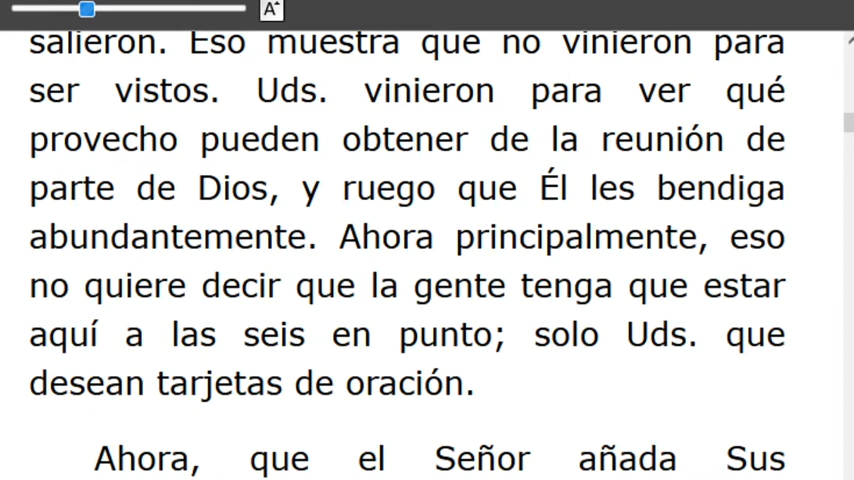 A
salieron. Eso muestra que no vinieron para
ser vistos. Uds. vinieron para ver qué
provecho pueden obtener de la reunión de
parte de Dios, y ruego que Él les bendiga
abundantemente. Ahora principalmente, eso
no quiere decir que la gente tenga que estar
aquí a las seis en punto; solo Uds. que
desean tarjetas de oración.
Ahora, que el Señor añada Sus